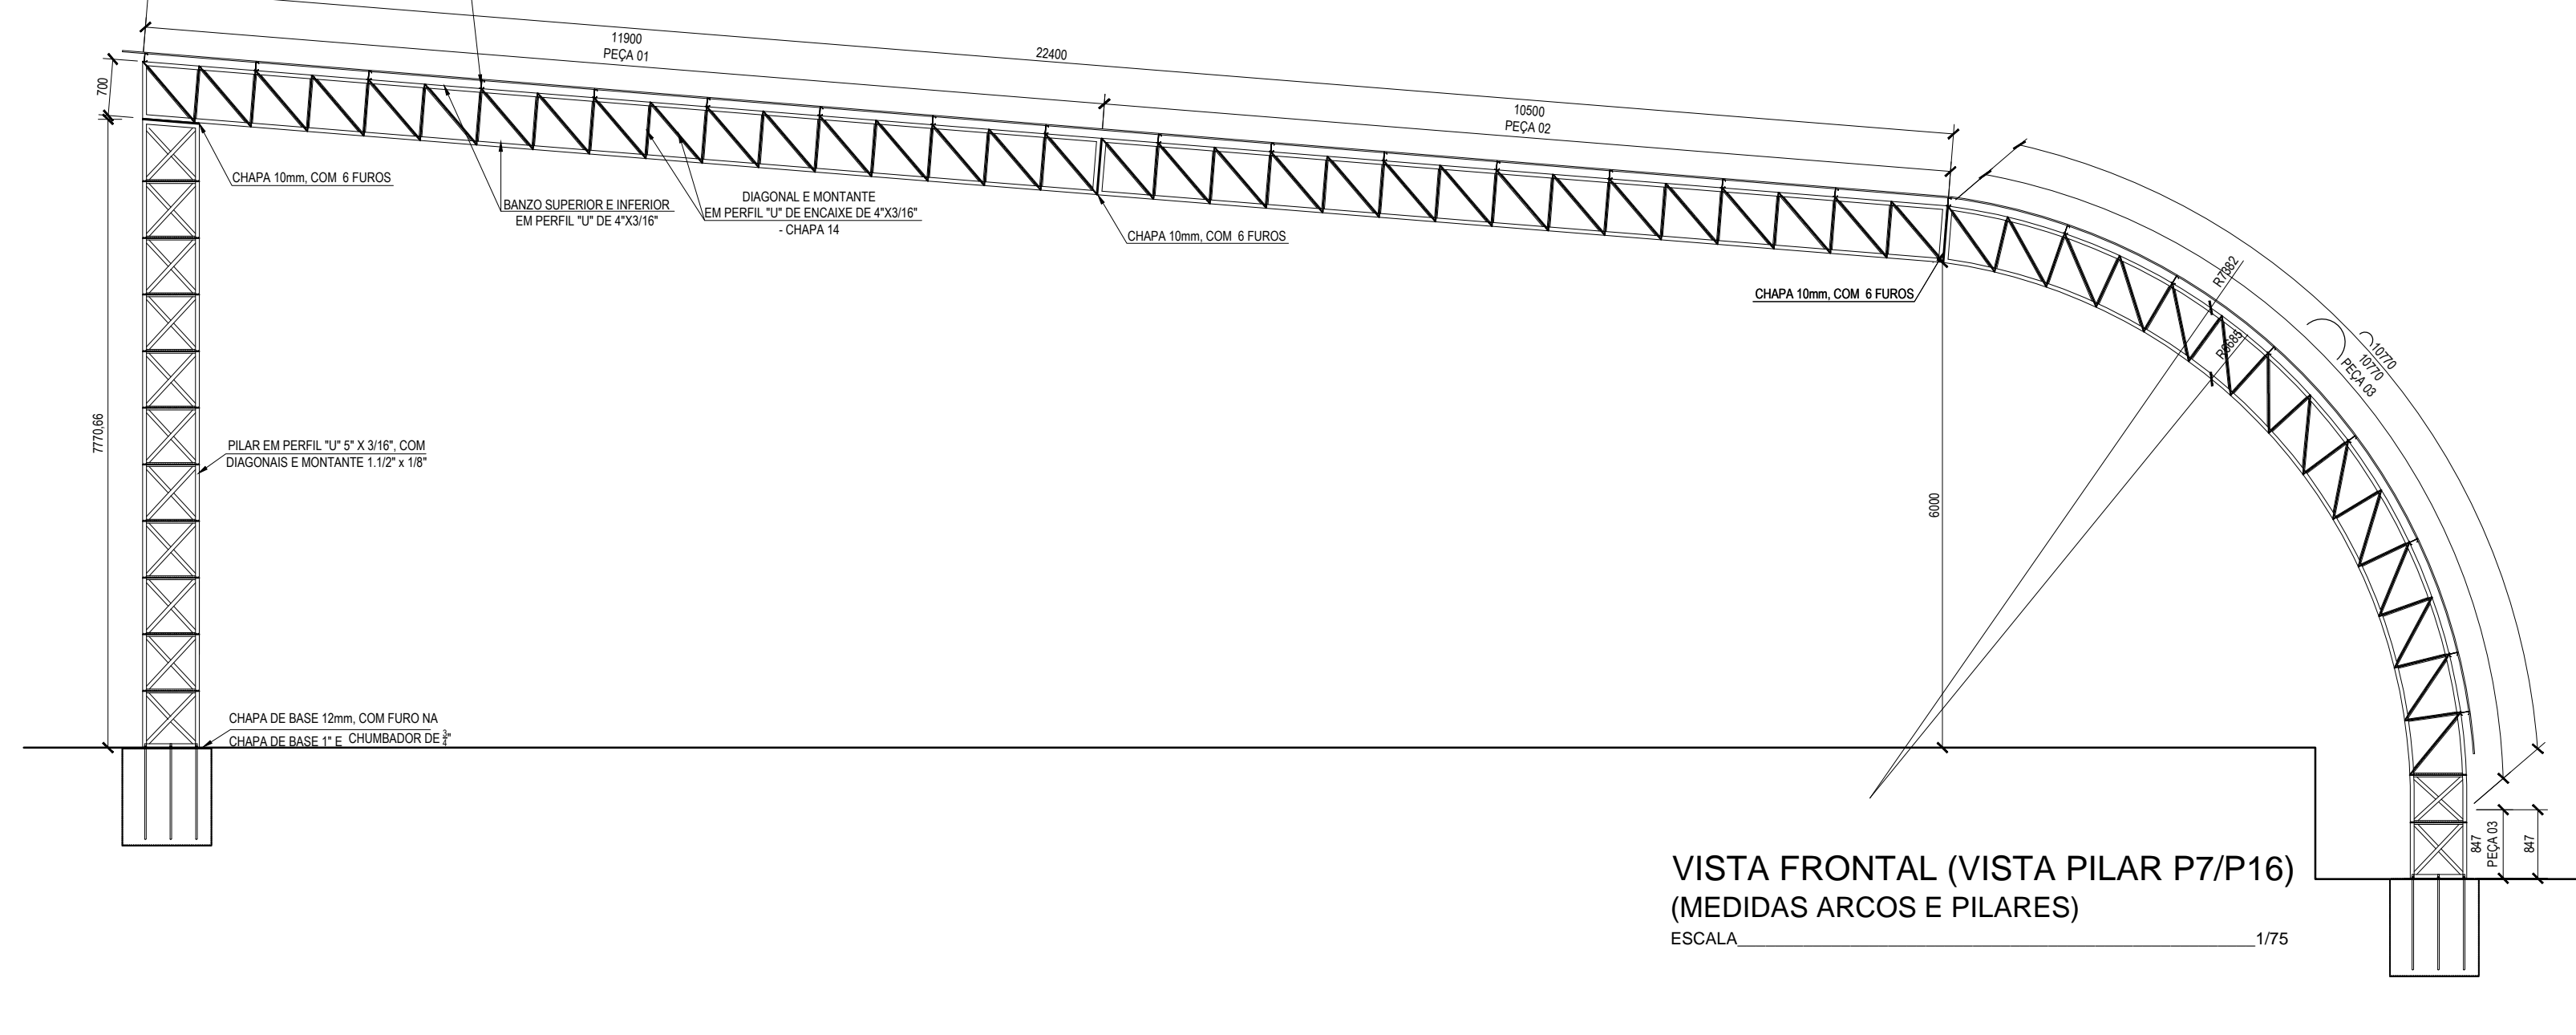 11900
PEÇA 01
22400
10500
PEÇA 02
700
7770,66
CHAPA 10mm, COM  6 FUROS
BANZO SUPERIOR E INFERIOR
EM PERFIL "U" DE 4"X3/16"
DIAGONAL E MONTANTE
EM PERFIL "U" DE ENCAIXE DE 4"X3/16"
- CHAPA 14
CHAPA 10mm, COM  6 FUROS
CHAPA 10mm, COM  6 FUROS
R7382
R6685
10770
10770
PEÇA 03
PILAR EM PERFIL "U" 5" X 3/16", COM
DIAGONAIS E MONTANTE 1.1/2" x 1/8"
6000
CHAPA DE BASE 12mm, COM FURO NA
CHAPA DE BASE 1" E CHUMBADOR DE 3/4"
847
PEÇA 03
847
VISTA FRONTAL (VISTA PILAR P7/P16)
(MEDIDAS ARCOS E PILARES)
ESCALA 1/75